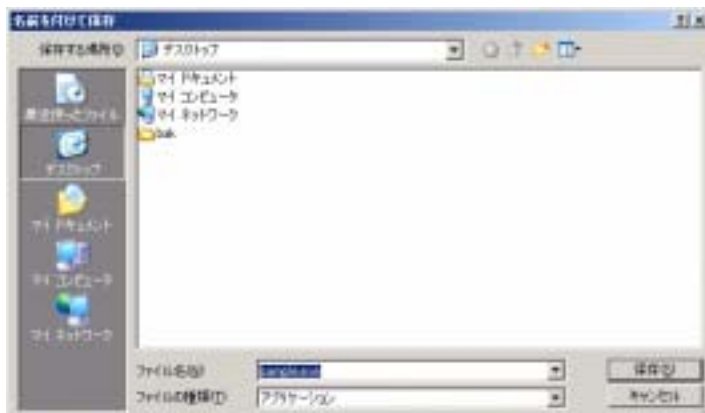 名前を付けて保存
保存する場所(I)
デスクトップ
マイ ドキュメント
マイ コンピュータ
マイ ネットワーク
bak
最近使ったファイル
デスクトップ
マイ ドキュメント
マイ コンピュータ
マイ ネットワーク
ファイル名(N)
保存(S)
ファイルの種類(T)
アプリケーション
キャンセル